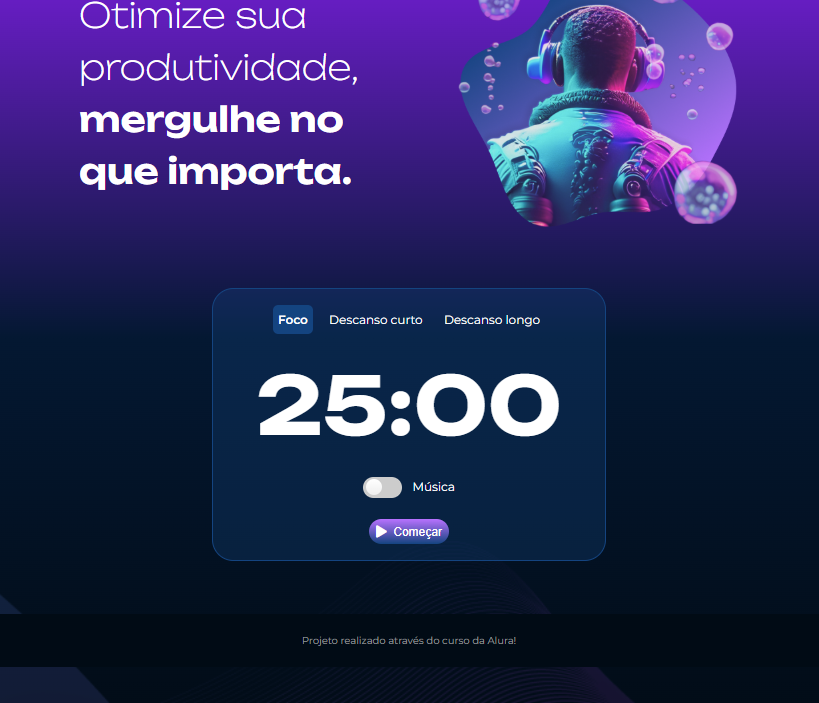 Otimize sua
produtividade,
mergulhe no
que importa.
Foco Descanso curto Descanso longo
25:00
Música
Começar
Projeto realizado através do curso da Alura!